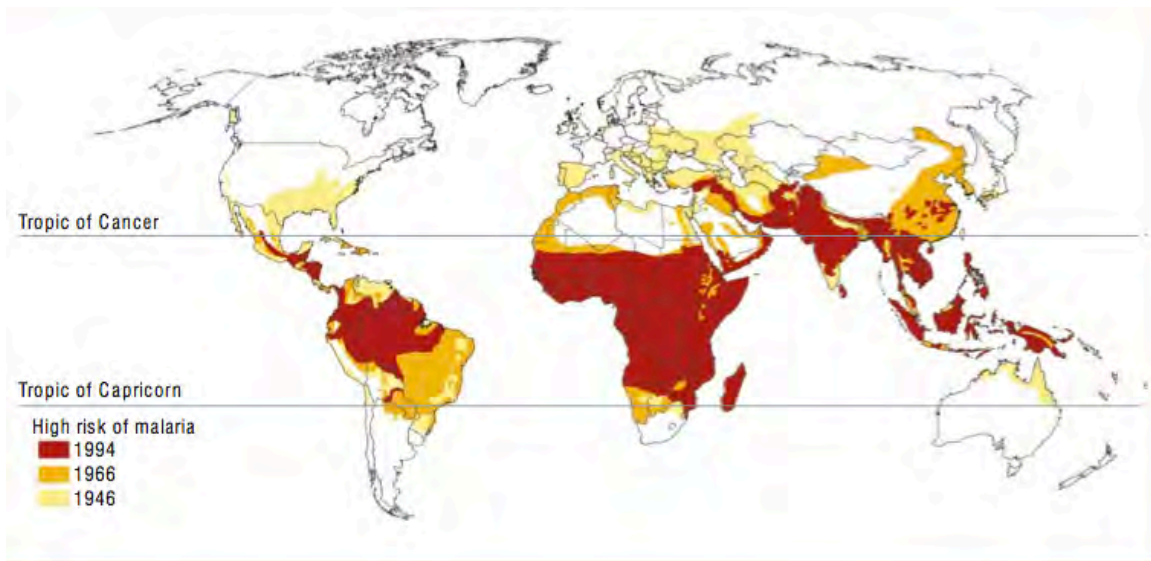 Tropic of Cancer
Tropic of Capricorn
High risk of malaria
1994
1966
1946